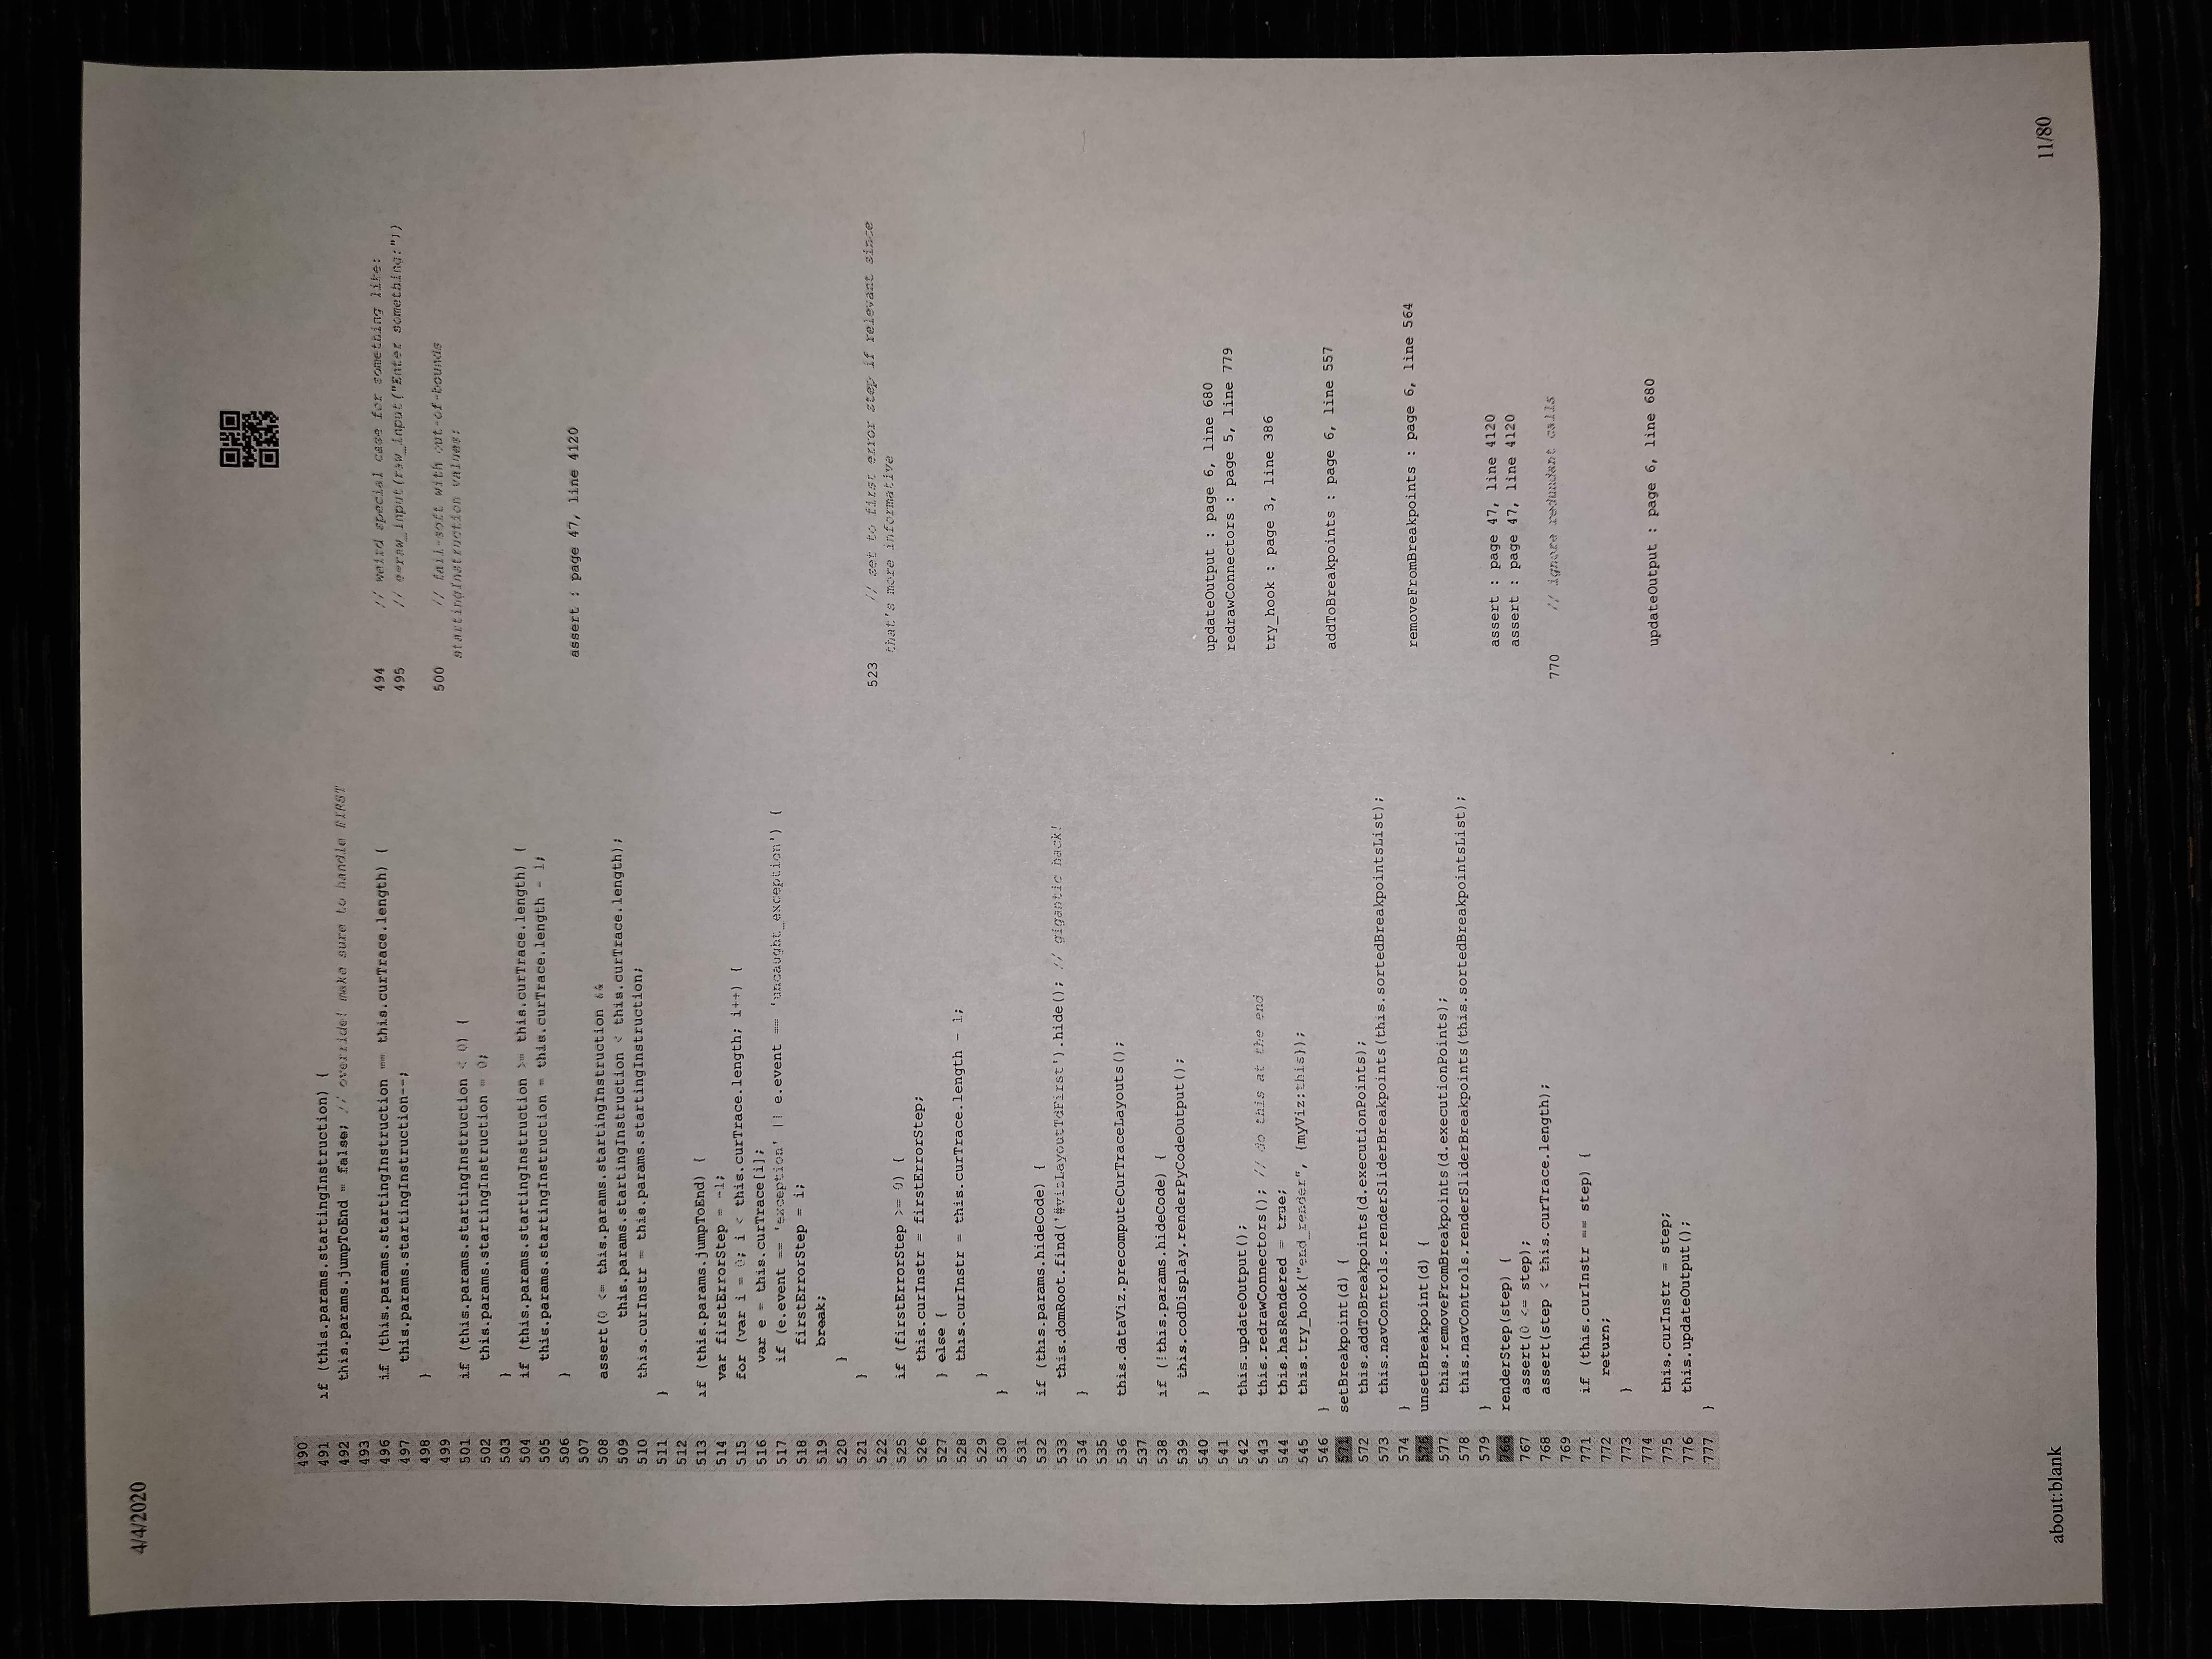 4/4/2020
490
491 if (this.params.startingInstruction) {
492 this.params.jumpToEnd = false; // override! make sure to handle FIRST
493
496 if (this.params.startingInstruction == this.curTrace.length) {
497 this.params.startingInstruction--;
498 }
499
501 if (this.params.startingInstruction < 0) {
502 this.params.startingInstruction = 0;
503 }
504 if (this.params.startingInstruction >= this.curTrace.length) {
505 this.params.startingInstruction = this.curTrace.length - 1;
506 }
507
508 assert(0 <= this.params.startingInstruction &&
509 this.params.startingInstruction < this.curTrace.length);
510 this.curInstr = this.params.startingInstruction;
511 }
512
513 if (this.params.jumpToEnd) {
514 var firstErrorStep = -1;
515 for (var i = 0; i < this.curTrace.length; i++) {
516 var e = this.curTrace[i];
517 if (e.event == 'exception' || e.event == 'uncaught_exception') {
518 firstErrorStep = i;
519 break;
520 }
521 }
522
525 if (firstErrorStep >= 0) {
526 this.curInstr = firstErrorStep;
527 } else {
528 this.curInstr = this.curTrace.length - 1;
529 }
530 }
531
532 if (this.params.hideCode) {
533 this.domRoot.find('#vizLayoutTdFirst').hide(); // gigantic hack!
534 }
535
536 this.dataViz.precomputeCurTraceLayouts();
537
538 if (!this.params.hideCode) {
539 this.codDisplay.renderPyCodeOutput();
540 }
541
542 this.updateOutput();
543 this.redrawConnectors(); // do this at the end
544 this.hasRendered = true;
545 this.try_hook("end_render", {myViz:this});
546 }
571 setBreakpoint(d) {
572 this.addToBreakpoints(d.executionPoints);
573 this.navControls.renderSliderBreakpoints(this.sortedBreakpointsList);
574 }
576 unsetBreakpoint(d) {
577 this.removeFromBreakpoints(d.executionPoints);
578 this.navControls.renderSliderBreakpoints(this.sortedBreakpointsList);
579 }
766 renderStep(step) {
767 assert(0 <= step);
768 assert(step < this.curTrace.length);
769
771 if (this.curInstr == step) {
772 return;
773 }
774
775 this.curInstr = step;
776 this.updateOutput();
777 }
494 // weird special case for something like:
495 // e=raw_input(raw_input("Enter something:"))
500 // fail-soft with out-of-bounds
startingInstruction values:
assert : page 47, line 4120
523 // set to first error step if relevant since
that's more informative
updateOutput : page 6, line 680
redrawConnectors : page 5, line 779
try_hook : page 3, line 386
addToBreakpoints : page 6, line 557
removeFromBreakpoints : page 6, line 564
assert : page 47, line 4120
assert : page 47, line 4120
770 // ignore redundant calls
updateOutput : page 6, line 680
about:blank
11/80